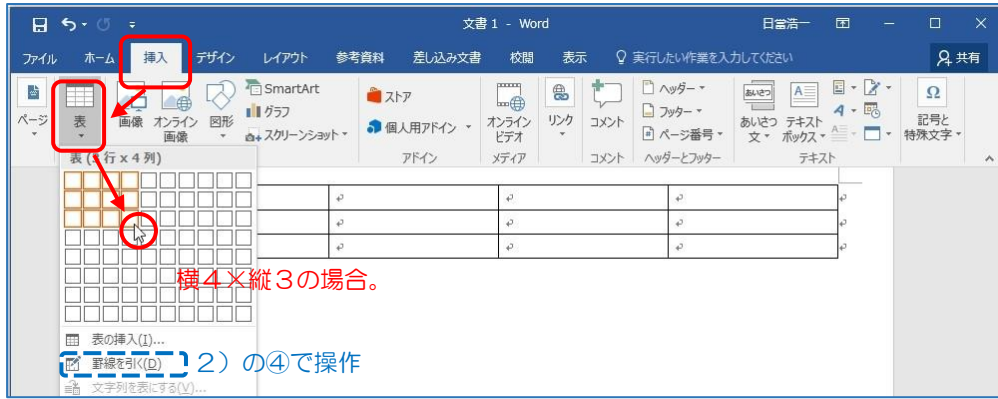 文書 1 - Word
日當浩一
ファイル ホーム 挿入 デザイン レイアウト 参考資料 差し込み文書 校閲 表示 実行したい作業を入力してください 共有
ページ
表
画像
オンライン
画像
図形
SmartArt
グラフ
スクリーンショット
ストア
個人用アドイン
アドイン
オンライン
ビデオ
メディア
リンク
コメント
コメント
ヘッダー
フッター
ページ番号
ヘッダーとフッター
あいさつ
あいさつ
文
A
テキスト
ボックス
テキスト
Ω
記号と
特殊文字
表 (3 行 x 4 列)
横4×縦3の場合。
表の挿入(I)...
罫線を引く(D)
2）の④で操作
文字列を表にする(V)...